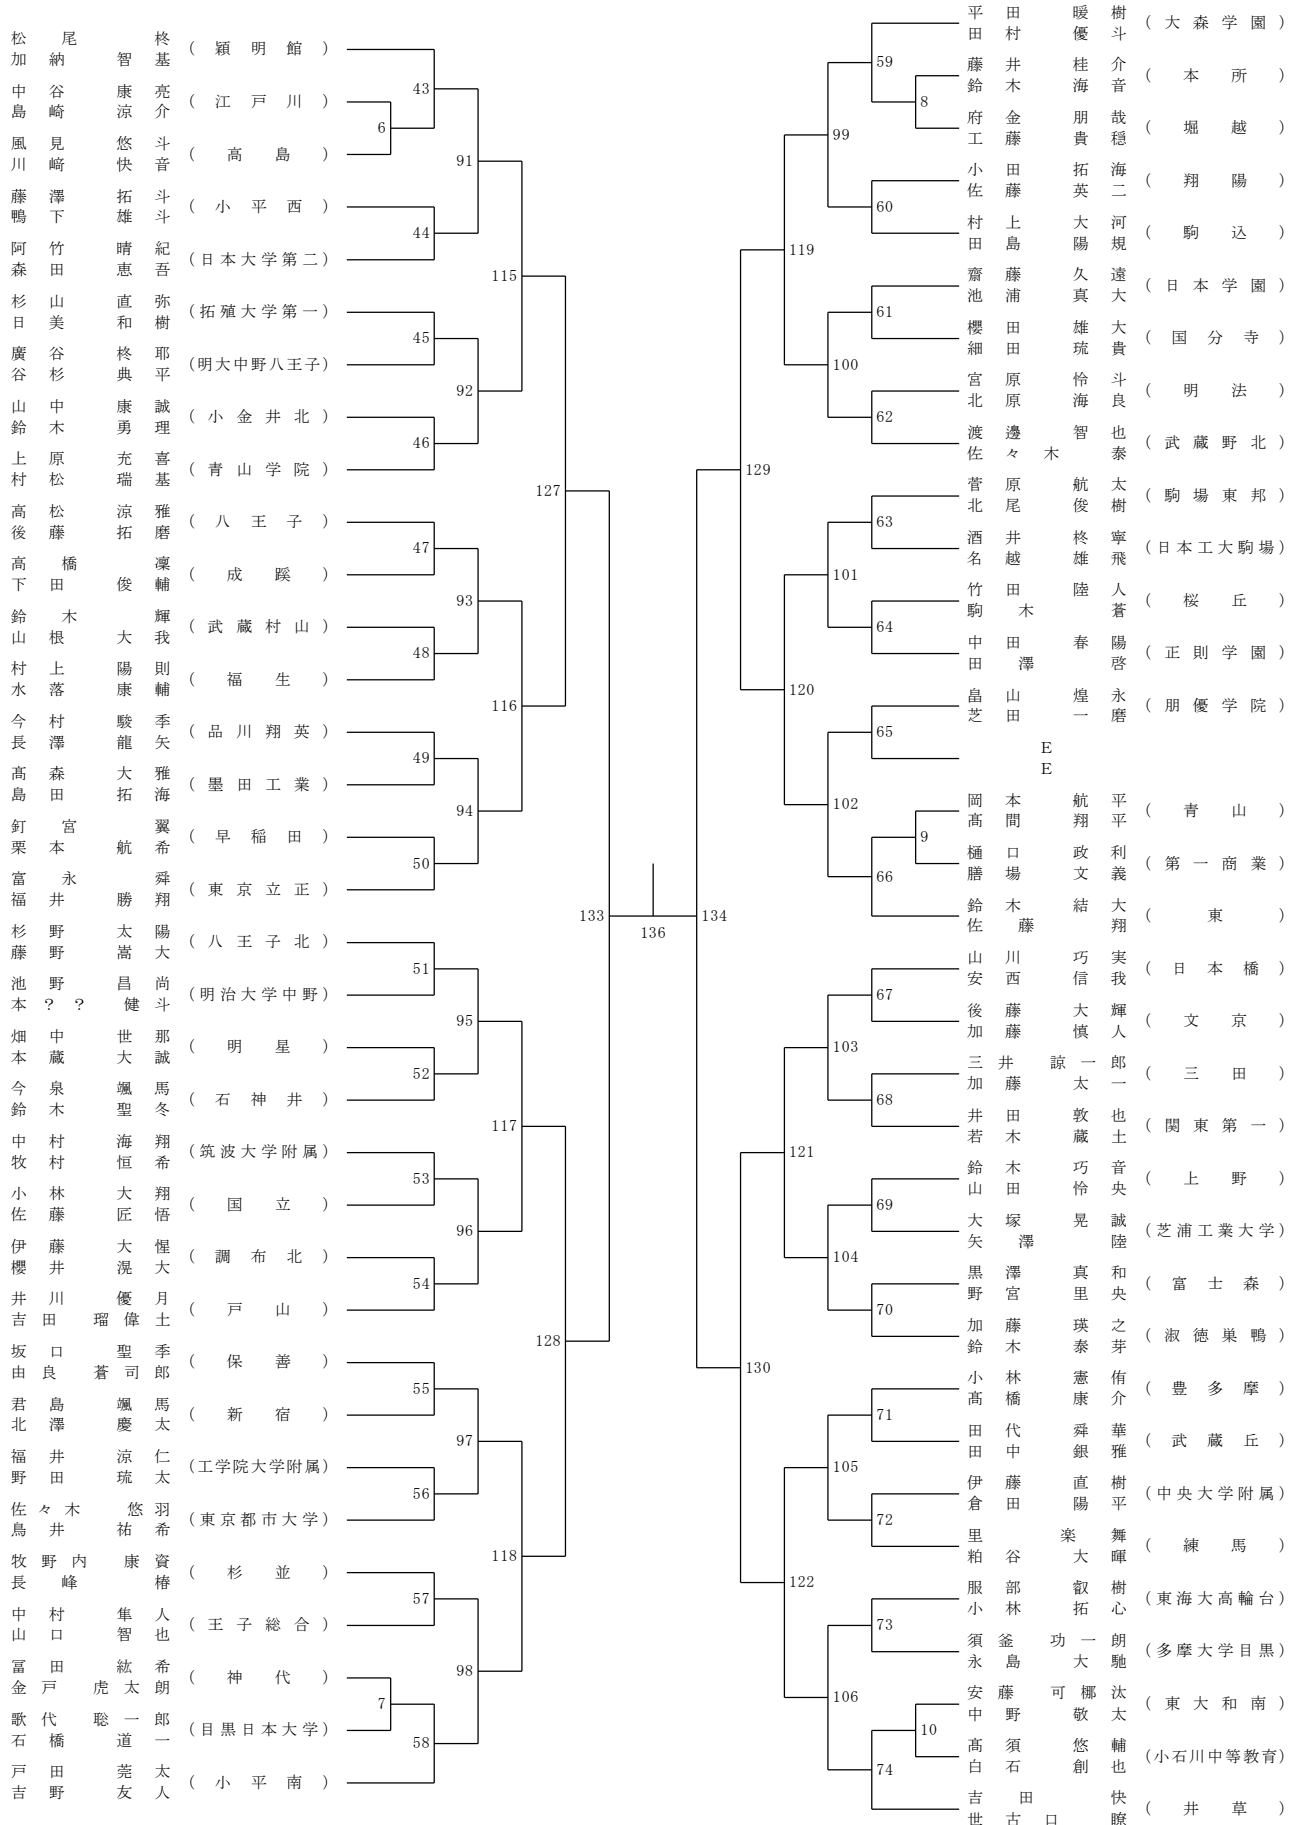 松尾 柊
加納 智基
(穎明館)
中谷 康亮
島崎 涼介
(江戸川)
風見 悠斗
川﨑 快音
(高島)
藤澤 拓斗
鴨下 雄斗
(小平西)
阿竹 晴紀
森田 恵吾
(日本大学第二)
杉山 直弥
日美 和樹
(拓殖大学第一)
廣谷 柊耶
谷杉 典平
(明大中野八王子)
山中 康誠
鈴木 勇理
(小金井北)
上原 充喜
村松 瑞基
(青山学院)
高松 涼雅
後藤 拓磨
(八王子)
高橋 凜
下田 俊輔
(成蹊)
鈴木 輝
山根 大我
(武蔵村山)
村上 陽則
水落 康輔
(福生)
今村 駿季
長澤 龍矢
(品川翔英)
髙森 大雅
島田 拓海
(墨田工業)
釘宮 翼
栗本 航希
(早稲田)
富永 舜
福井 勝翔
(東京立正)
杉野 太陽
藤野 嵩大
(八王子北)
池野 昌尚
本?? 健斗
(明治大学中野)
畑中 世那
本蔵 大誠
(明星)
今泉 颯馬
鈴木 聖冬
(石神井)
中村 海翔
牧村 恒希
(筑波大学附属)
小林 大翔
佐藤 匠悟
(国立)
伊藤 大惺
櫻井 滉大
(調布北)
井川 優月
吉田 瑠偉土
(戸山)
坂口 聖季
由良 蒼司郎
(保善)
君島 颯馬
北澤 慶太
(新宿)
福井 涼仁
野田 琉太
(工学院大学附属)
佐々木 悠羽
鳥井 祐希
(東京都市大学)
牧野内 康資
長峰 椿
(杉並)
中村 隼人
山口 智也
(王子総合)
冨田 紘希
金戸 虎太朗
(神代)
歌代 聡一郎
石橋 道一
(目黒日本大学)
戸田 莞太
吉野 友人
(小平南)
43
6
91
44
115
45
92
46
127
47
93
48
116
49
94
50
133
51
95
52
117
53
96
54
128
55
97
56
118
57
98
7
58
136
134
59
8
99
60
119
61
100
62
129
63
101
64
120
65
102
9
66
67
103
68
121
69
104
70
130
71
105
72
122
73
106
10
74
平田 暖樹
田村 優斗
(大森学園)
藤井 桂介
鈴木 海音
(本所)
府金 朋哉
工藤 貴穏
(堀越)
小田 拓海
佐藤 英二
(翔陽)
村上 大河
田島 陽規
(駒込)
齋藤 久遠
池浦 真大
(日本学園)
櫻田 雄大
細田 琉貴
(国分寺)
宮原 怜斗
北原 海良
(明法)
渡邊 智也
佐々木 泰
(武蔵野北)
菅原 航太
北尾 俊樹
(駒場東邦)
酒井 柊寧
名越 雄飛
(日本工大駒場)
竹田 陸人
駒木 蒼
(桜丘)
中田 春陽
田澤 啓
(正則学園)
畠山 煌永
芝田 一磨
(朋優学院)
E
E
岡本 航平
髙間 翔平
(青山)
樋口 政利
膳場 文義
(第一商業)
鈴木 結大
佐藤 翔
(東)
山川 巧実
安西 信我
(日本橋)
後藤 大輝
加藤 慎人
(文京)
三井 諒一郎
加藤 太一
(三田)
井田 敦也
若木 蔵土
(関東第一)
鈴木 巧音
山田 怜央
(上野)
大塚 晃誠
矢澤 陸
(芝浦工業大学)
黒澤 真和
野宮 里央
(富士森)
加藤 瑛之
鈴木 泰芽
(淑徳巣鴨)
小林 憲侑
髙橋 康介
(豊多摩)
田代 舜華
田中 銀雅
(武蔵丘)
伊藤 直樹
倉田 陽平
(中央大学附属)
里 楽舞
粕谷 大暉
(練馬)
服部 叡樹
小林 拓心
(東海大高輪台)
須釜 功一朗
永島 大馳
(多摩大学目黒)
安藤 可梛汰
中野 敬太
(東大和南)
髙須 悠輔
白石 創也
(小石川中等教育)
吉田 快
世古口 瞭
(井草)